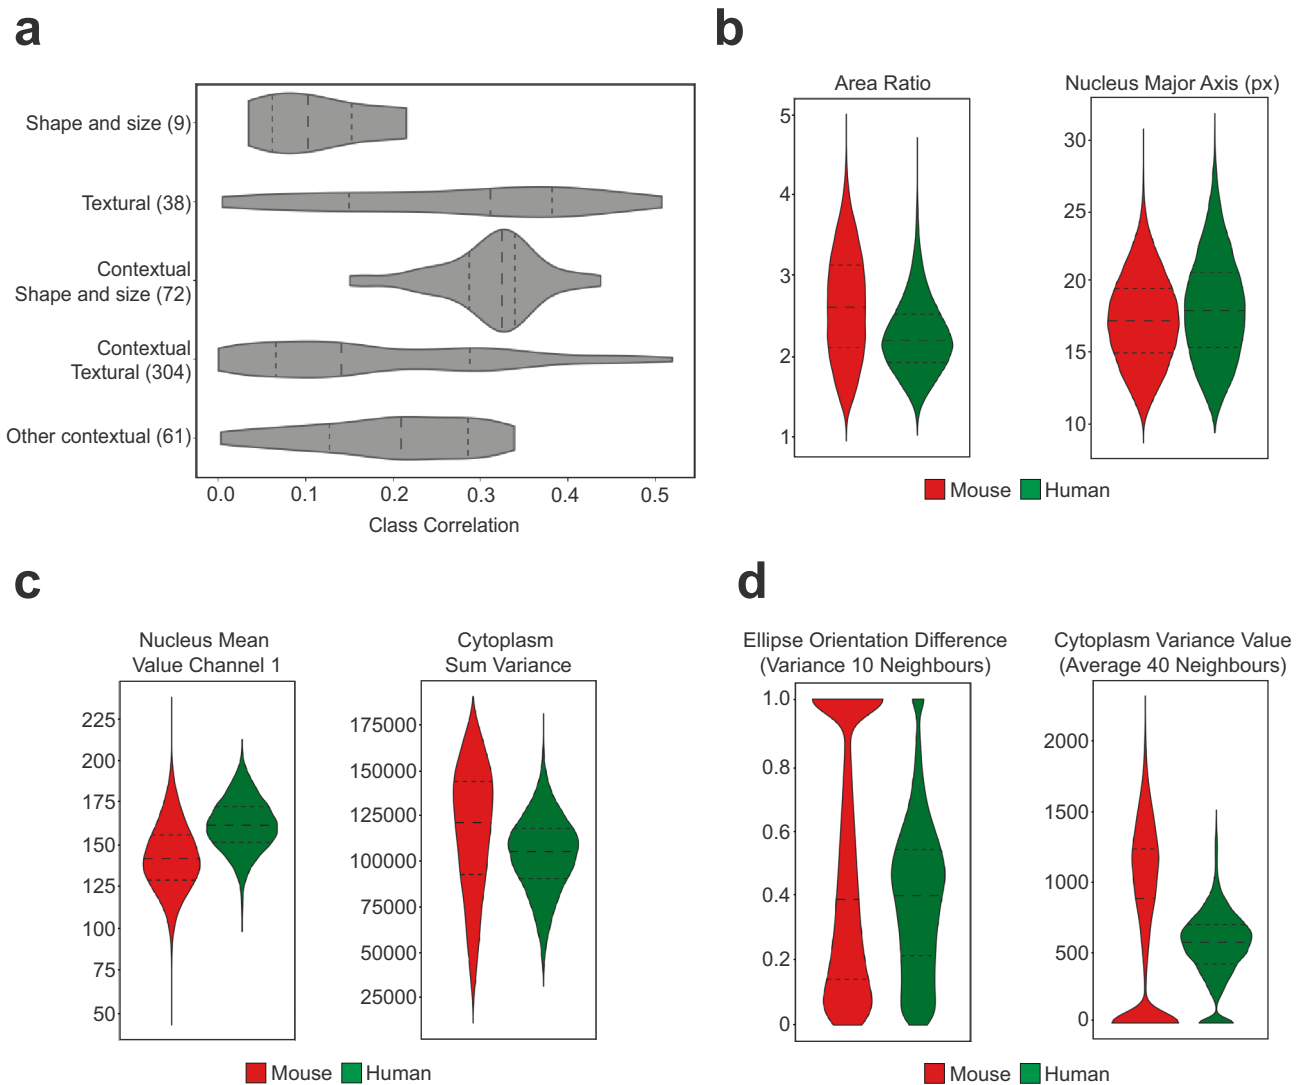 a
Shape and size (9)
Textural (38)
Contextual
Shape and size (72)
Contextual
Textural (304)
Other contextual (61)
0.0 0.1 0.2 0.3 0.4 0.5
Class Correlation
b
Area Ratio
5
4
3
2
1
Nucleus Major Axis (px)
30
25
20
15
10
Mouse Human
c
Nucleus Mean
Value Channel 1
225
200
175
150
125
100
75
50
Cytoplasm
Sum Variance
175000
150000
125000
100000
75000
50000
25000
Mouse Human
d
Ellipse Orientation Difference
(Variance 10 Neighbours)
1.0
0.8
0.6
0.4
0.2
0
Cytoplasm Variance Value
(Average 40 Neighbours)
2000
1500
1000
500
0
Mouse Human